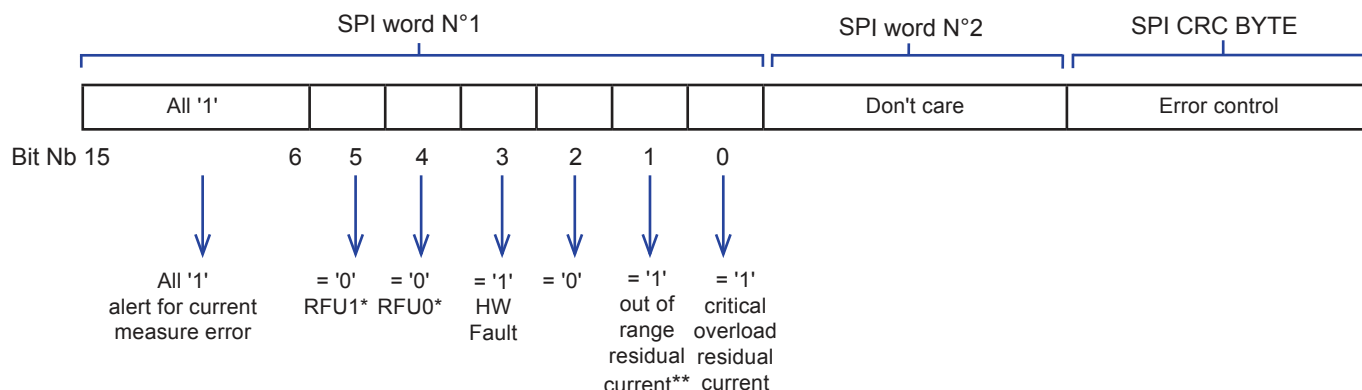 SPI word N°1
SPI word N°2
SPI CRC BYTE
All '1'
Don't care
Error control
Bit Nb 15
6
5
4
3
2
1
0
All '1'
alert for current
measure error
= '0'
RFU1*
= '0'
RFU0*
= '1'
HW
Fault
= '0'
= '1'
out of
range
residual
current**
= '1'
critical
overload
residual
current